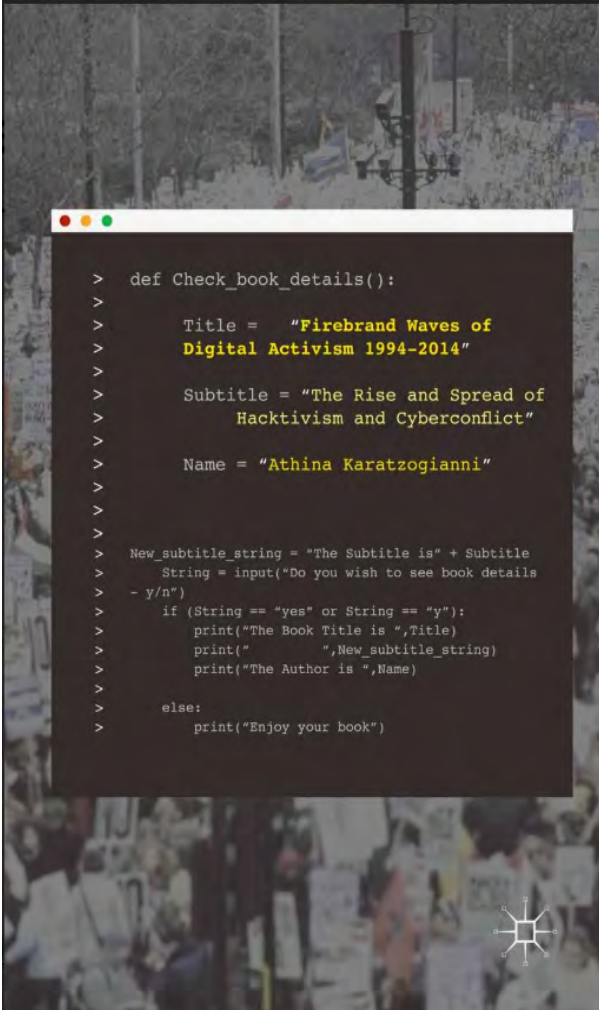 > def Check_book_details():
>
> Title = “Firebrand Waves of
> Digital Activism 1994–2014”
>
> Subtitle = “The Rise and Spread of
> Hacktivism and Cyberconflict”
>
> Name = “Athina Karatzogianni”
>
>
>
> New_subtitle_string = "The Subtitle is" + Subtitle
> String = input("Do you wish to see book details
> - y/n")
> if (String == "yes" or String == "y"):
> print("The Book Title is ",Title)
> print(" ",New_subtitle_string)
> print("The Author is ",Name)
>
> else:
> print("Enjoy your book")